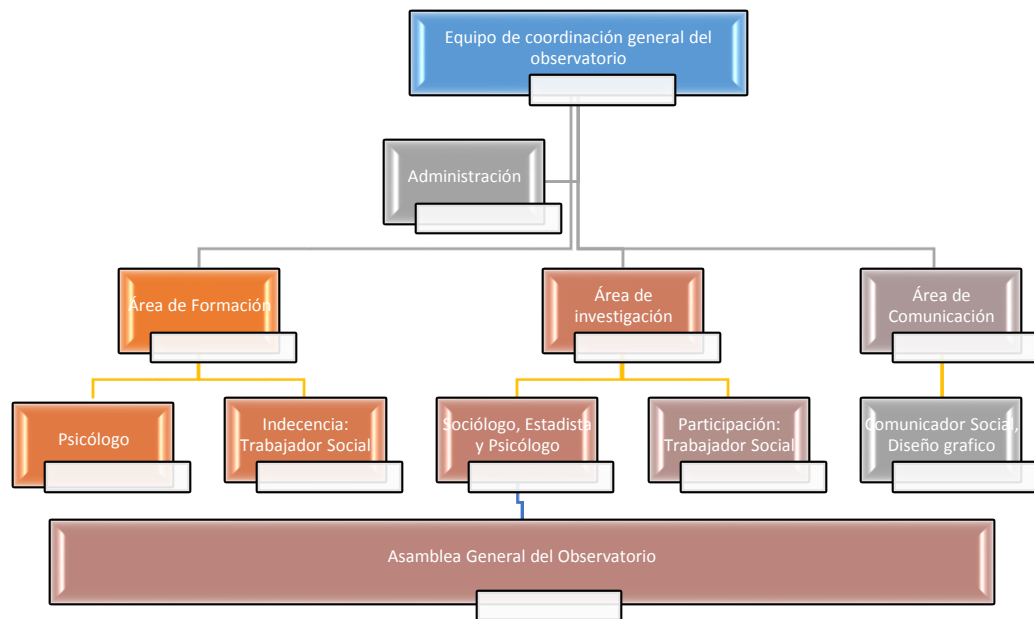 Equipo de coordinación general del
observatorio
Administración
Área de Formación
Área de
investigación
Área de
Comunicación
Psicólogo
Indecencia:
Trabajador Social
Sociólogo, Estadista
y Psicólogo
Participación:
Trabajador Social
Comunicador Social,
Diseño grafico
Asamblea General del Observatorio